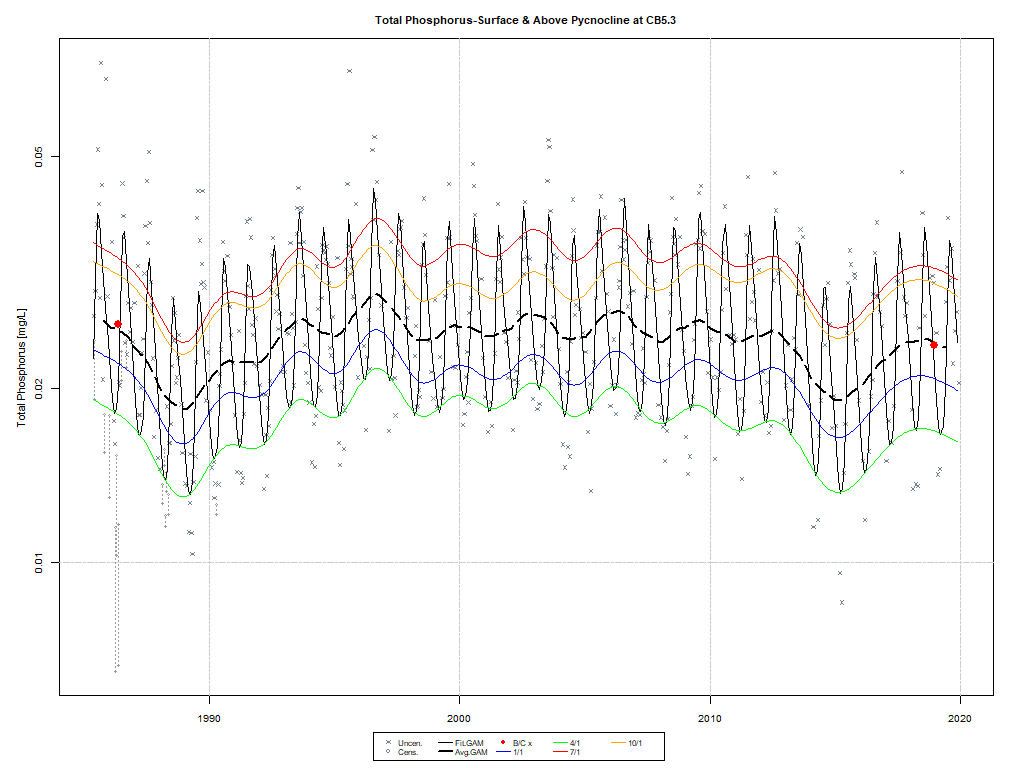 Total Phosphorus-Surface & Above Pycnocline at CB5.3
Total Phosphorus [mg/L]
0.05
0.02
0.01
1990 2000 2010 2020
Uncen. Fit.GAM B/C x 4/1 10/1
Cens. Avg.GAM 1/1 7/1